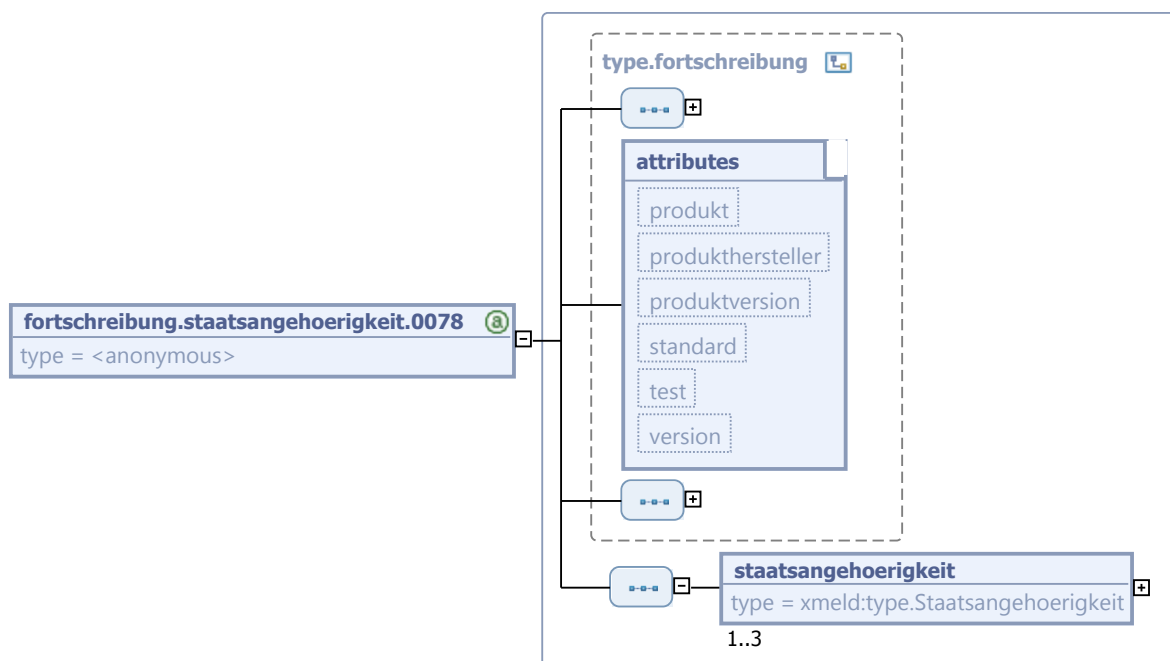 type.fortschreibung
attributes
produkt
produkthersteller
produktversion
standard
test
version
fortschreibung.staatsangehoerigkeit.0078 a
type = <anonymous>
staatsangehoerigkeit
type = xmeld:type.Staatsangehoerigkeit
1..3